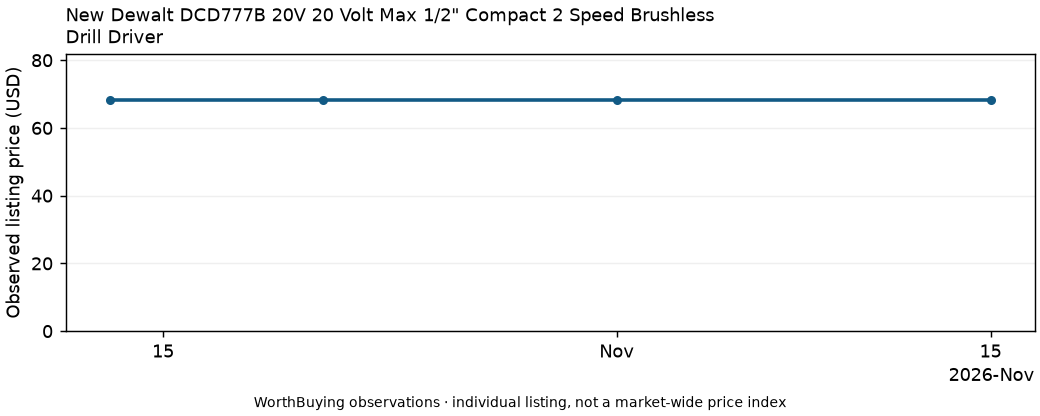 New Dewalt DCD777B 20V 20 Volt Max 1/2" Compact 2 Speed Brushless
Drill Driver
Observed listing price (USD)
80
60
40
20
0
15
Nov
15
2026-Nov
WorthBuying observations · individual listing, not a market-wide price index